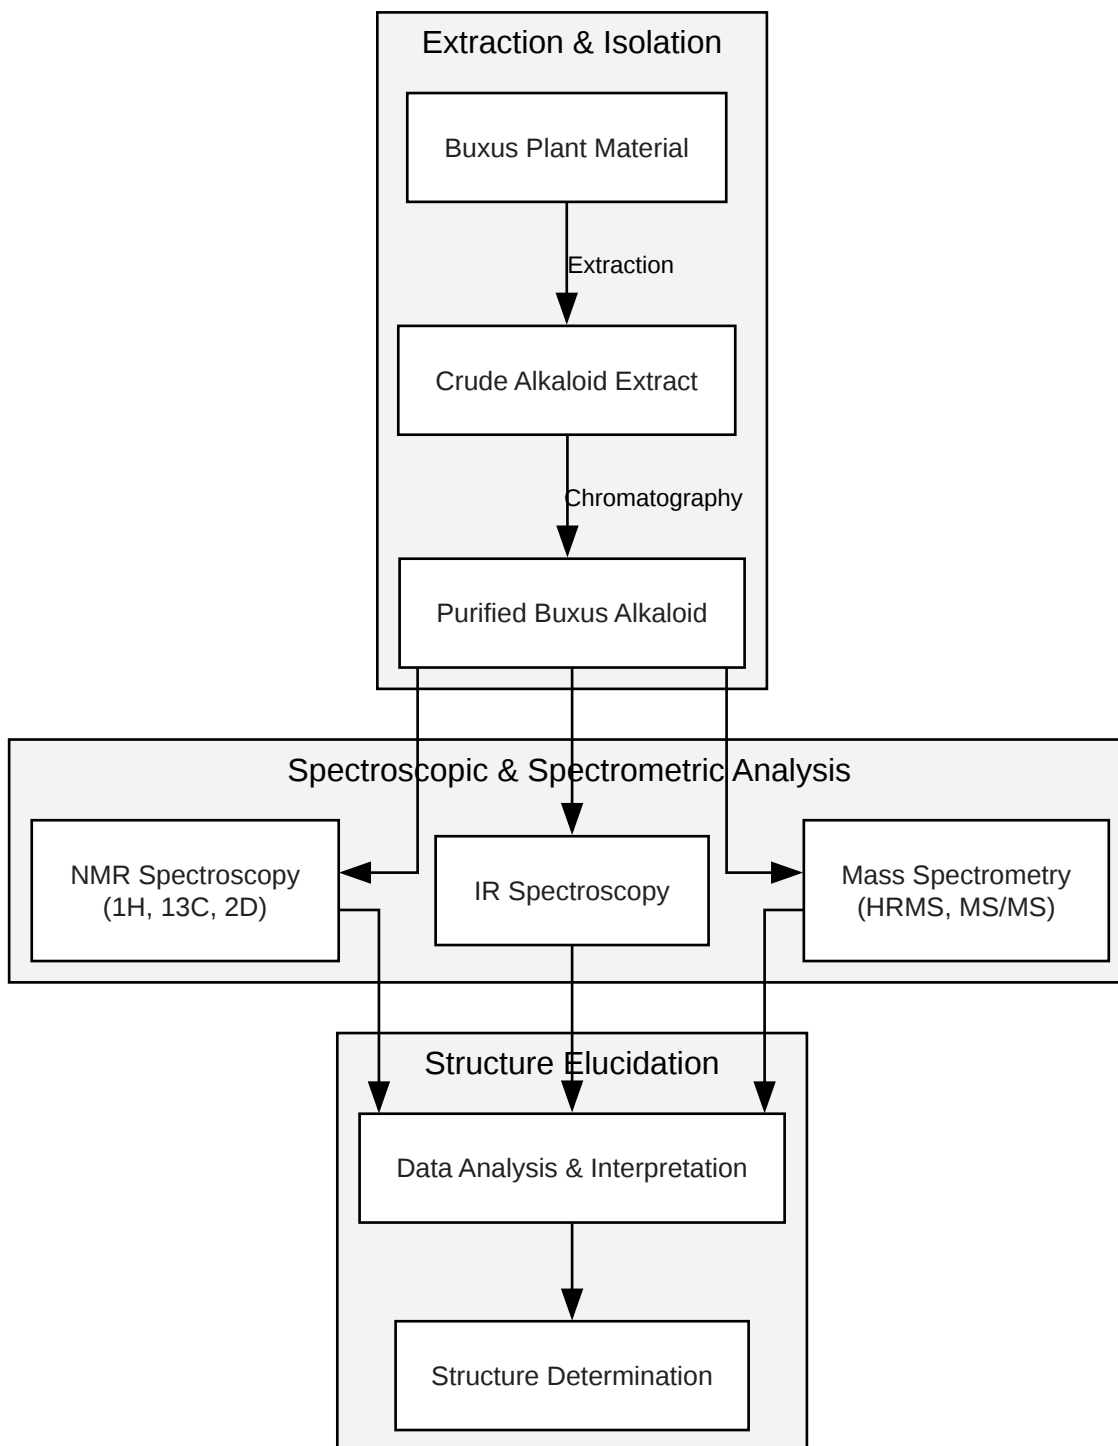 Extraction & Isolation
Buxus Plant Material
Extraction
Crude Alkaloid Extract
Chromatography
Purified Buxus Alkaloid
Spectroscopic & Spectrometric Analysis
NMR Spectroscopy
(1H, 13C, 2D)
IR Spectroscopy
Mass Spectrometry
(HRMS, MS/MS)
Structure Elucidation
Data Analysis & Interpretation
Structure Determination